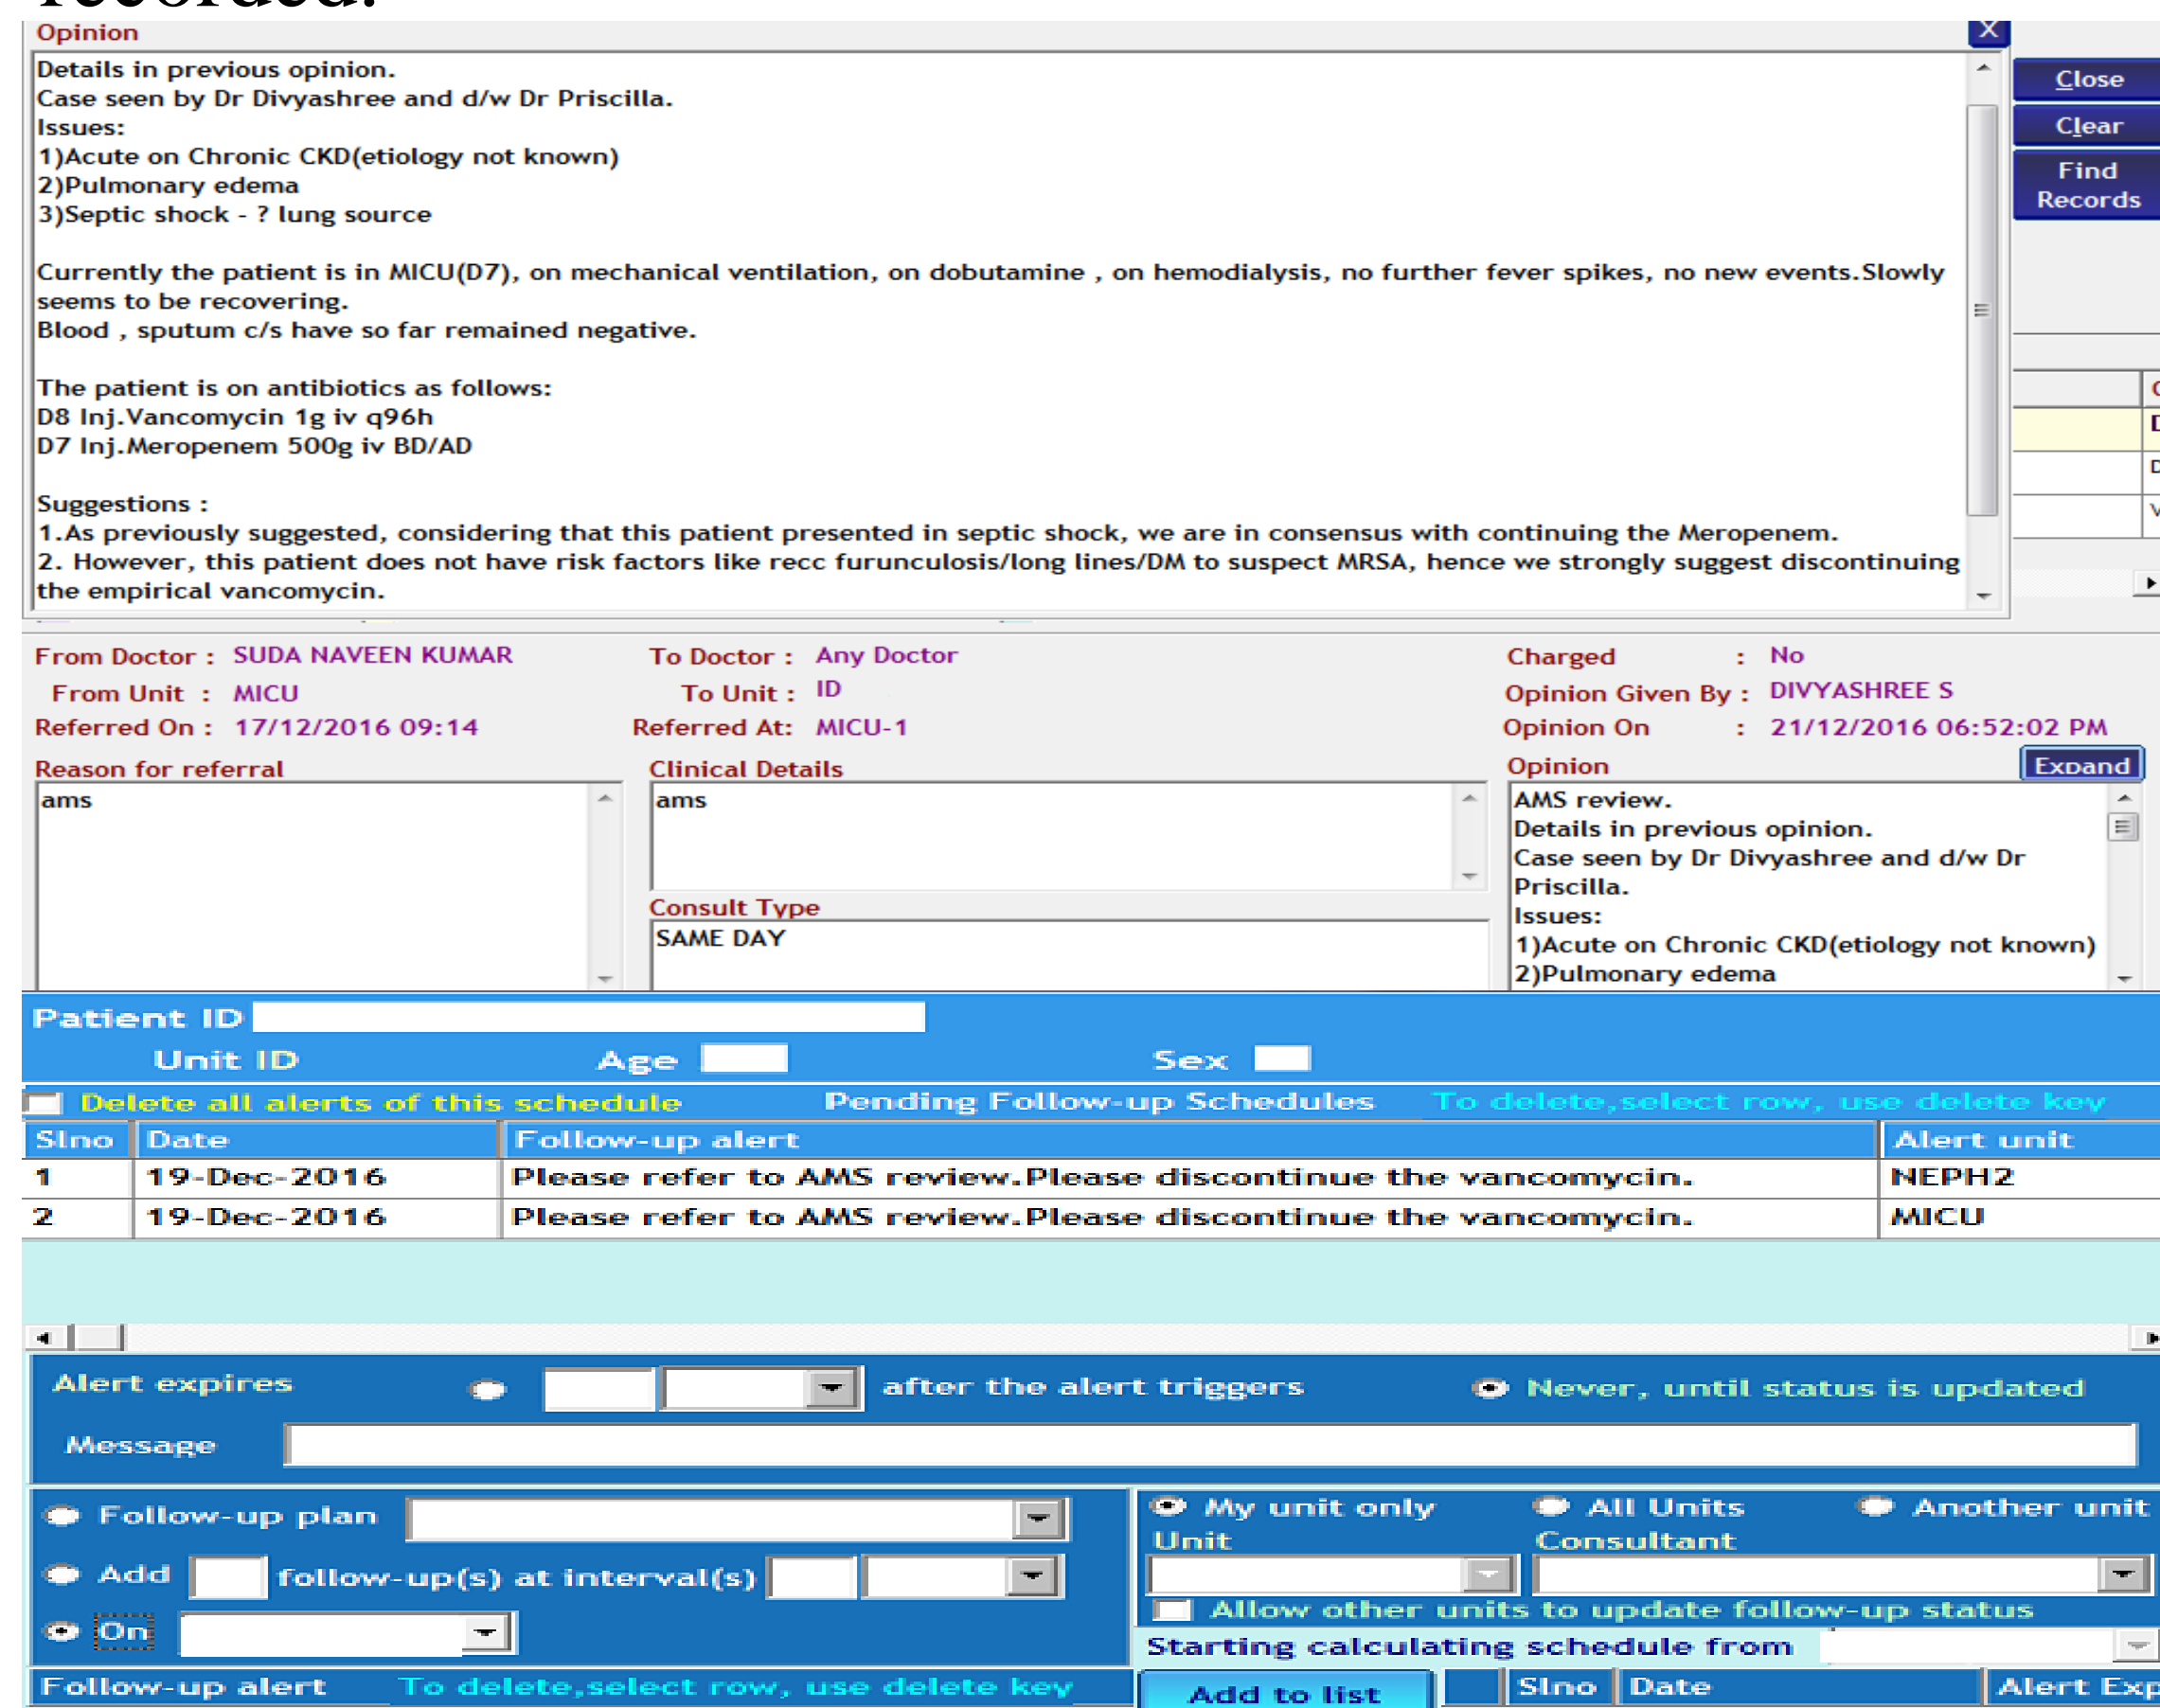 recorded.
Opinion
X
Details in previous opinion.
Case seen by Dr Divyashree and d/w Dr Priscilla.
Issues:
1)Acute on Chronic CKD(etiology not known)
2)Pulmonary edema
3)Septic shock - ? lung source
Currently the patient is in MICU(D7), on mechanical ventilation, on dobutamine , on hemodialysis, no further fever spikes, no new events.Slowly
seems to be recovering.
Blood , sputum c/s have so far remained negative.
The patient is on antibiotics as follows:
D8 Inj.Vancomycin 1g iv q96h
D7 Inj.Meropenem 500g iv BD/AD
Suggestions :
1.As previously suggested, considering that this patient presented in septic shock, we are in consensus with continuing the Meropenem.
2. However, this patient does not have risk factors like recc furunculosis/long lines/DM to suspect MRSA, hence we strongly suggest discontinuing
the empirical vancomycin.
Close
Clear
Find
Records
From Doctor : SUDA NAVEEN KUMAR To Doctor : Any Doctor Charged : No
From Unit : MICU To Unit : ID Opinion Given By : DIVYASHREE S
Referred On : 17/12/2016 09:14 Referred At: MICU-1 Opinion On : 21/12/2016 06:52:02 PM
Reason for referral
ams
Clinical Details
ams
Consult Type
SAME DAY
Opinion
Expand
AMS review.
Details in previous opinion.
Case seen by Dr Divyashree and d/w Dr
Priscilla.
Issues:
1)Acute on Chronic CKD(etiology not known)
2)Pulmonary edema
Patient ID
Unit ID Age Sex
Delete all alerts of this schedule Pending Follow-up Schedules To delete,select row, use delete key
Slno Date Follow-up alert Alert unit
1 19-Dec-2016 Please refer to AMS review.Please discontinue the vancomycin. NEPH2
2 19-Dec-2016 Please refer to AMS review.Please discontinue the vancomycin. MICU
Alert expires after the alert triggers Never, until status is updated
Message
Follow-up plan
Add follow-up(s) at interval(s)
On
My unit only All Units Another unit
Unit Consultant
Allow other units to update follow-up status
Starting calculating schedule from
Follow-up alert To delete,select row, use delete key
Add to list
Slno Date Alert Exp